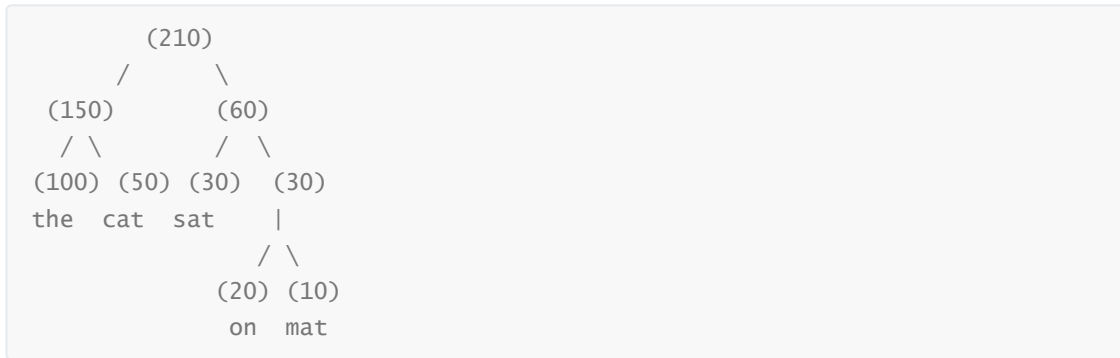 (210)
/ \
(150) (60)
/ \ / \
(100) (50) (30) (30)
the cat sat |
/ \
(20) (10)
on mat